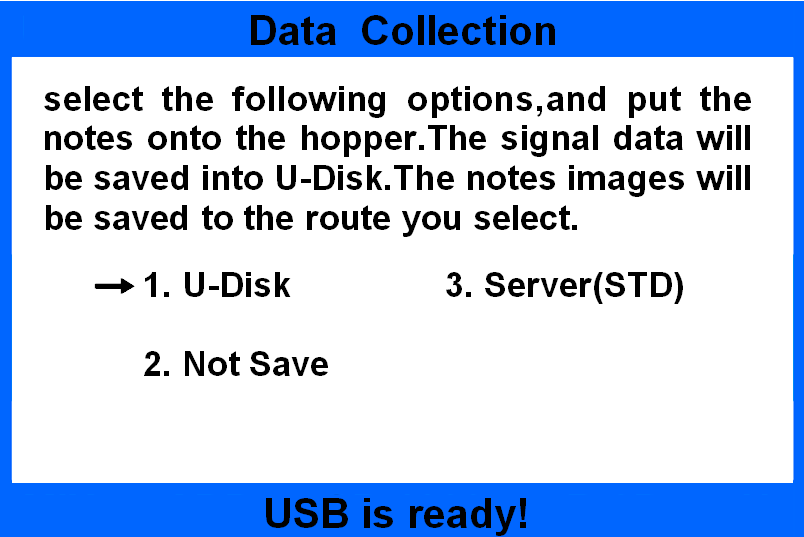 Data Collection
select the following options,and put the
notes onto the hopper.The signal data will
be saved into U-Disk.The notes images will
be saved to the route you select.
→ 1. U-Disk 3. Server(STD)
2. Not Save
USB is ready!